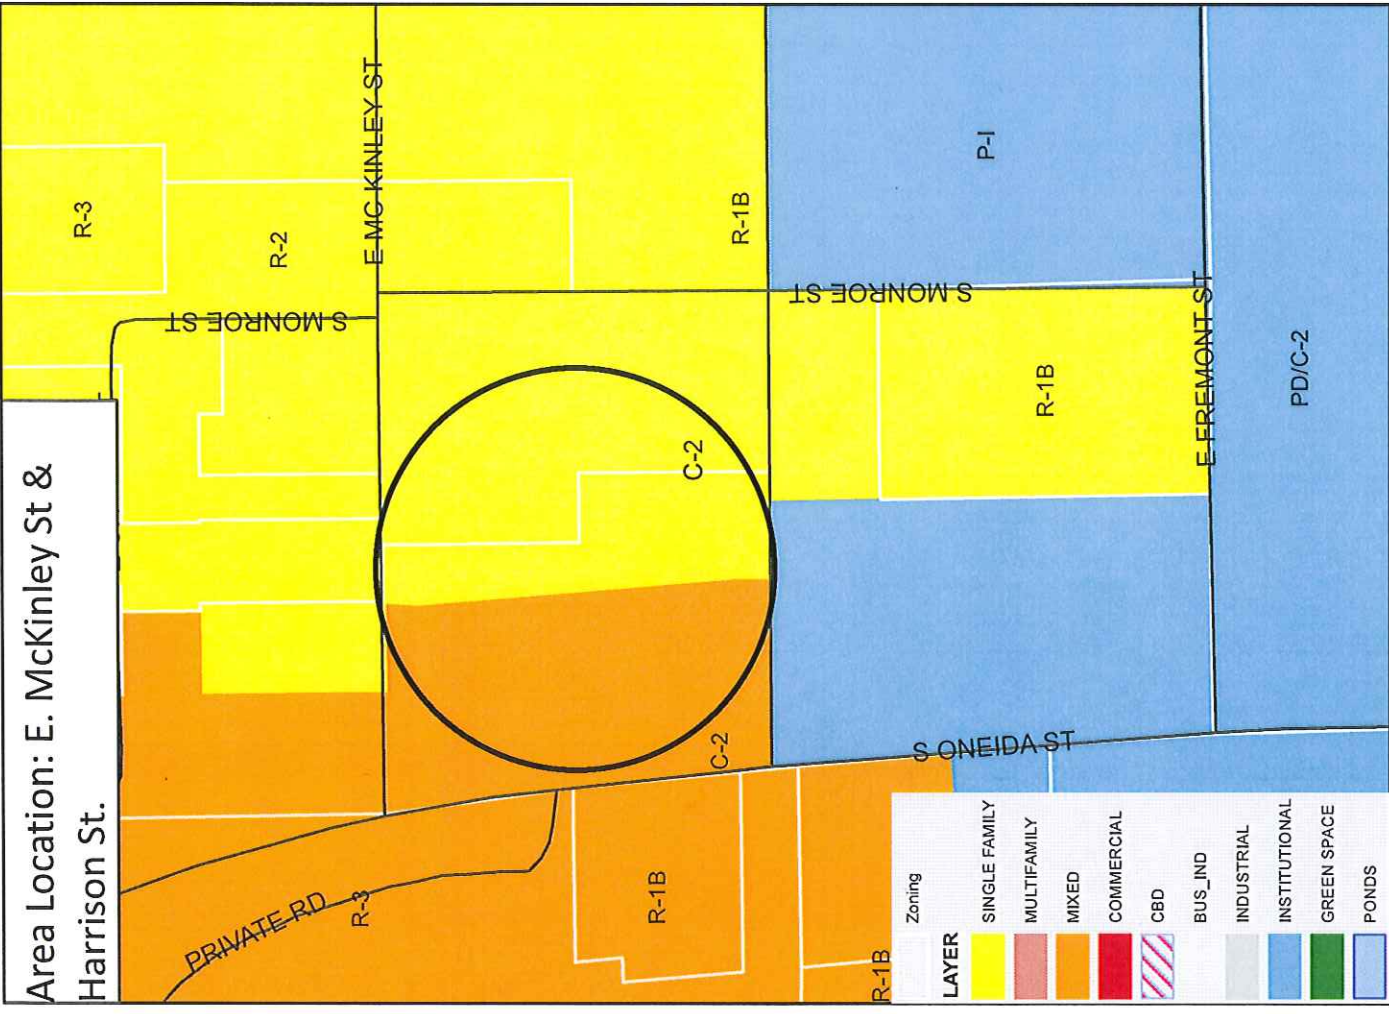 Area Location: E. McKinley St &
Harrison St.
R-3
R-2
E MC KINLEY ST
S MONROE ST
R-1B
P-I
S MONROE ST
C-2
R-1B
E FREMONT ST
PD/C-2
C-2
S ONEIDA ST
PRIVATE RD
R-3
R-1B
R-1B
Zoning
LAYER
SINGLE FAMILY
MULTIFAMILY
MIXED
COMMERCIAL
CBD
BUS_IND
INDUSTRIAL
INSTITUTIONAL
GREEN SPACE
PONDS